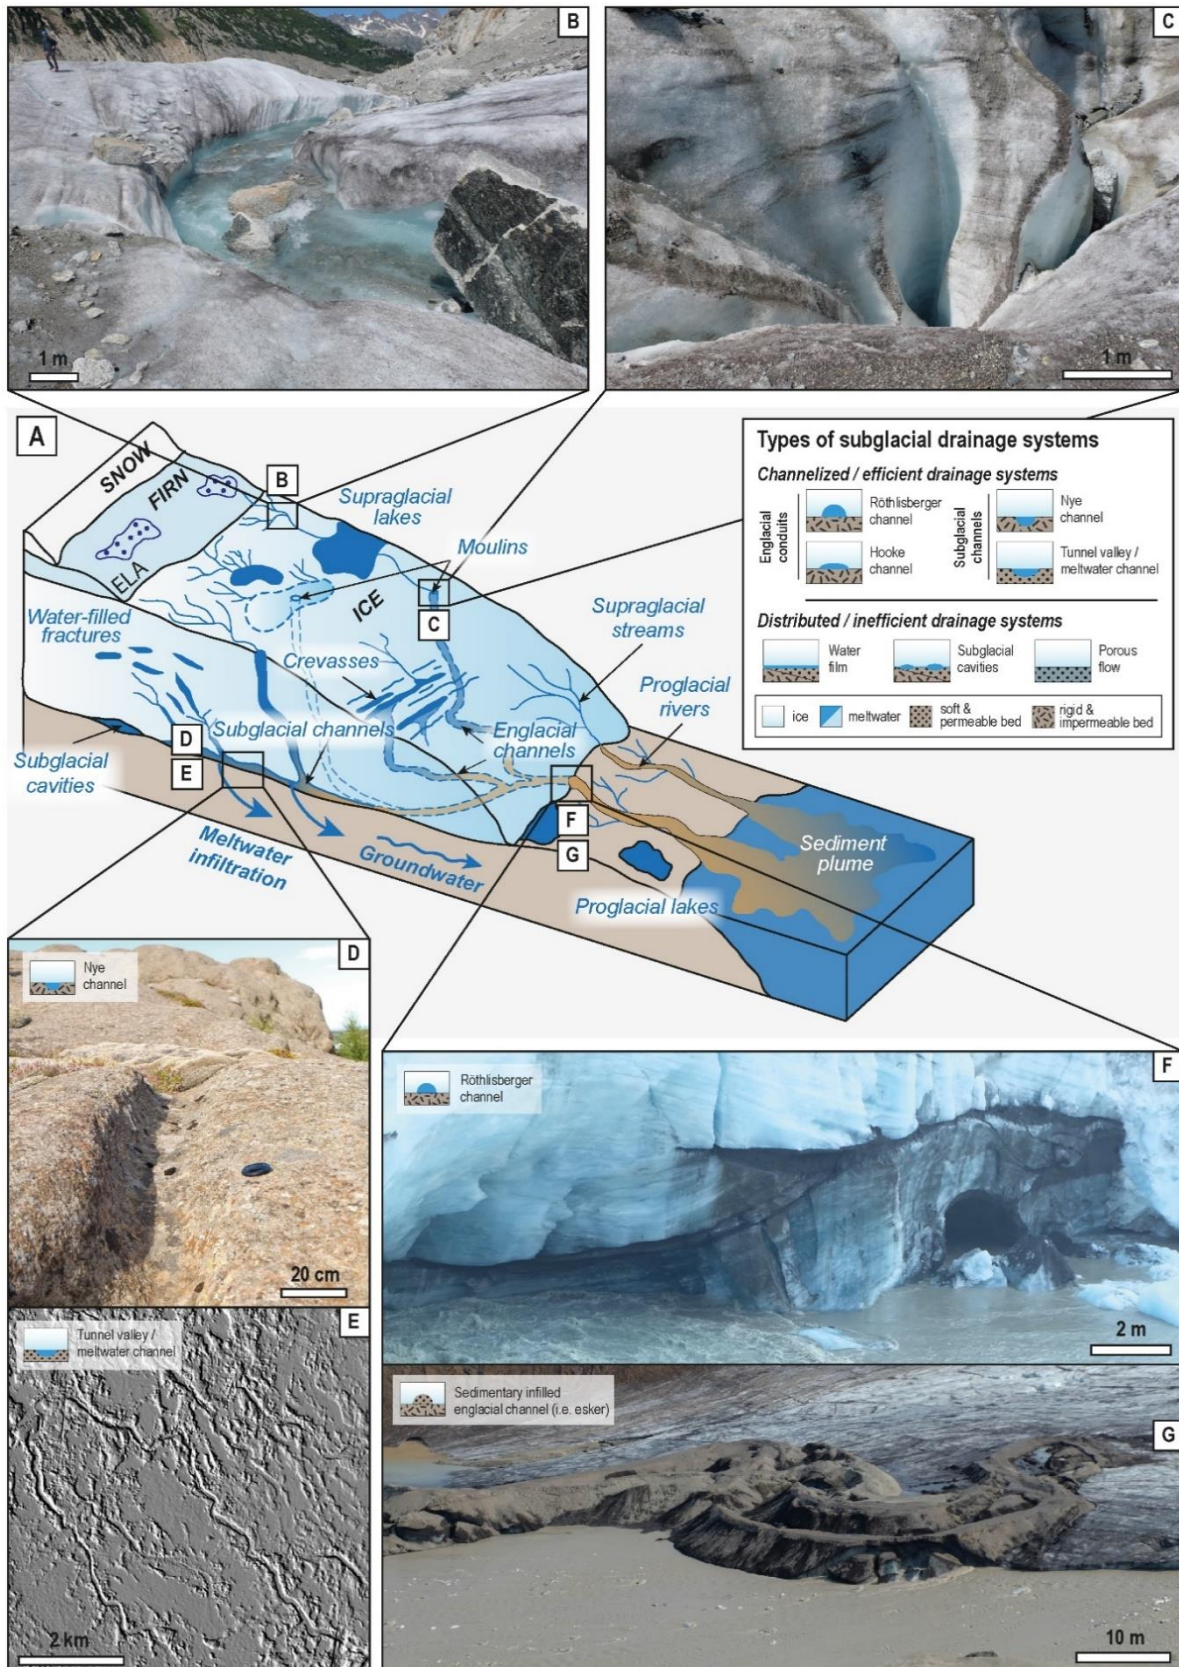 B
1 m
C
1 m
A
SNOW
FIRN
ELA
B
Supraglacial
lakes
Moulins
ICE
C
Water-filled
fractures
Crevasses
Supraglacial
streams
Proglacial
rivers
Subglacial channels
Englacial
channels
D
E
Subglacial
cavities
F
G
Meltwater
infiltration
Groundwater
Sediment
plume
Proglacial lakes
Types of subglacial drainage systems
Channelized / efficient drainage systems
Englacial
conduits
Röthlisberger
channel
Hooke
channel
Subglacial
channels
Nye
channel
Tunnel valley /
meltwater channel
Distributed / inefficient drainage systems
Water
film
Subglacial
cavities
Porous
flow
ice
meltwater
soft &
permeable bed
rigid &
impermeable bed
D
Nye
channel
20 cm
E
Tunnel valley /
meltwater channel
2 km
F
Röthlisberger
channel
2 m
Sedimentary infilled
englacial channel (i.e. esker)
G
10 m